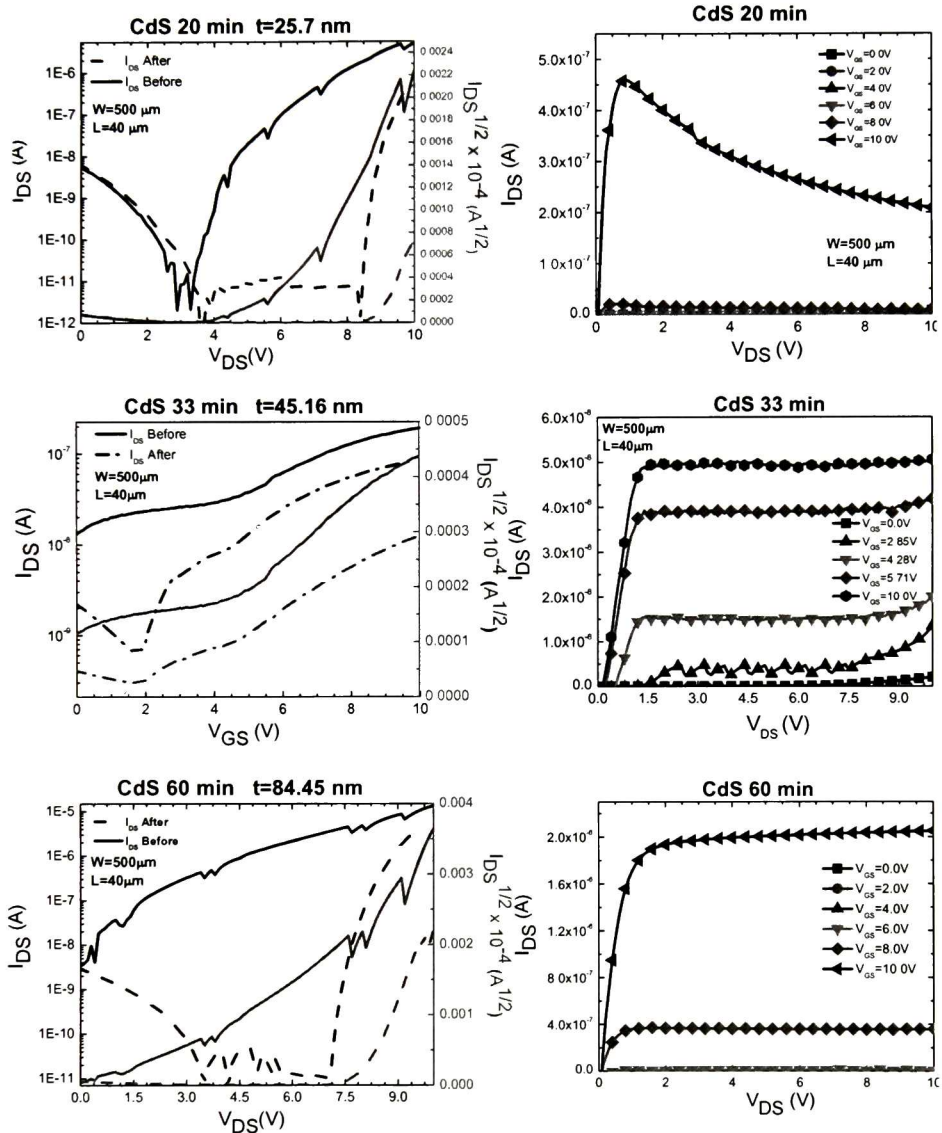 CdS 20 min t=25.7 nm
I_DS After
I_DS Before
W=500 μm
L=40 μm
I_DS (A)
1E-6
1E-7
1E-8
1E-9
1E-10
1E-11
1E-12
0 2 4 6 8 10
V_DS(V)
0 0024
0 0022
0 0020
0 0018
0 0016
0 0014
0 0012
0 0010
0 0008
0 0006
0 0004
0 0002
0 0000
I_DS^1/2 x 10^-4 (A^1/2)
CdS 20 min
V_GS=0.0V
V_GS=2 0V
V_GS=4 0V
V_GS=6 0V
V_GS=8 0V
V_GS=10 0V
W=500 μm
L=40 μm
I_DS (A)
5.0x10^-7
4.0x10^-7
3.0x10^-7
2.0x10^-7
1.0x10^-7
0.0
0 2 4 6 8 10
V_DS (V)
CdS 33 min t=45.16 nm
I_DS Before
I_DS After
W=500μm
L=40μm
I_DS (A)
10^-7
10^-8
10^-9
0 2 4 6 8 10
V_GS (V)
0 0005
0 0004
0 0003
0 0002
0 0001
0 0000
I_DS^1/2 x 10^-4 (A^1/2)
CdS 33 min
W=500μm
L=40μm
V_GS=0.0V
V_GS=2 85V
V_GS=4 28V
V_GS=5 71V
V_GS=10 0V
I_DS (A)
6.0x10^-8
5.0x10^-8
4.0x10^-8
3.0x10^-8
2.0x10^-8
1.0x10^-8
0.0
0.0 1.5 3.0 4.5 6.0 7.5 9.0
V_DS (V)
CdS 60 min t=84.45 nm
I_DS After
I_DS Before
W=500μm
L=40μm
I_DS (A)
1E-5
1E-6
1E-7
1E-8
1E-9
1E-10
1E-11
0.0 1.5 3.0 4.5 6.0 7.5 9.0
V_DS(V)
0.004
0.003
0.002
0.001
0.000
I_DS^1/2 x 10^-4 (A^1/2)
CdS 60 min
V_GS=0.0V
V_GS=2.0V
V_GS=4.0V
V_GS=6 0V
V_GS=8.0V
V_GS=10 0V
I_DS (A)
2.0x10^-6
1.6x10^-6
1.2x10^-6
8.0x10^-7
4.0x10^-7
0.0
0 2 4 6 8 10
V_DS (V)